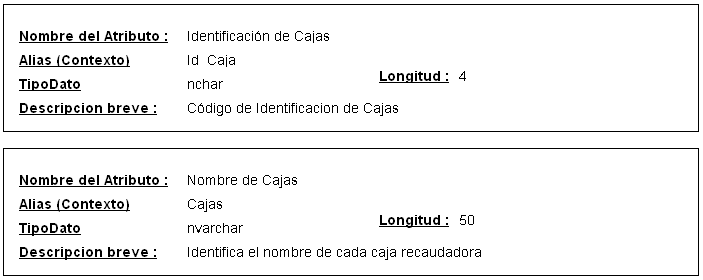 Nombre del Atributo : Identificación de Cajas
Alias (Contexto) Id Caja
TipoDato nchar Longitud : 4
Descripcion breve : Código de Identificacion de Cajas
Nombre del Atributo : Nombre de Cajas
Alias (Contexto) Cajas
TipoDato nvarchar Longitud : 50
Descripcion breve : Identifica el nombre de cada caja recaudadora